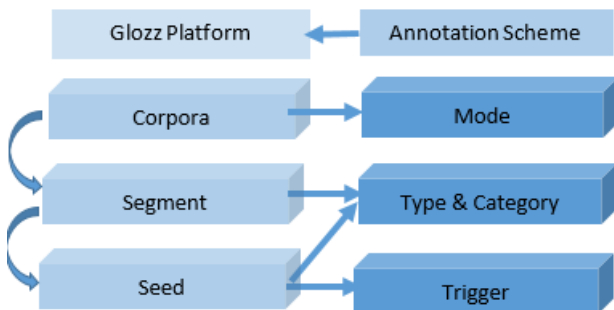 Glozz Platform
Annotation Scheme
Corpora
Mode
Segment
Type & Category
Seed
Trigger